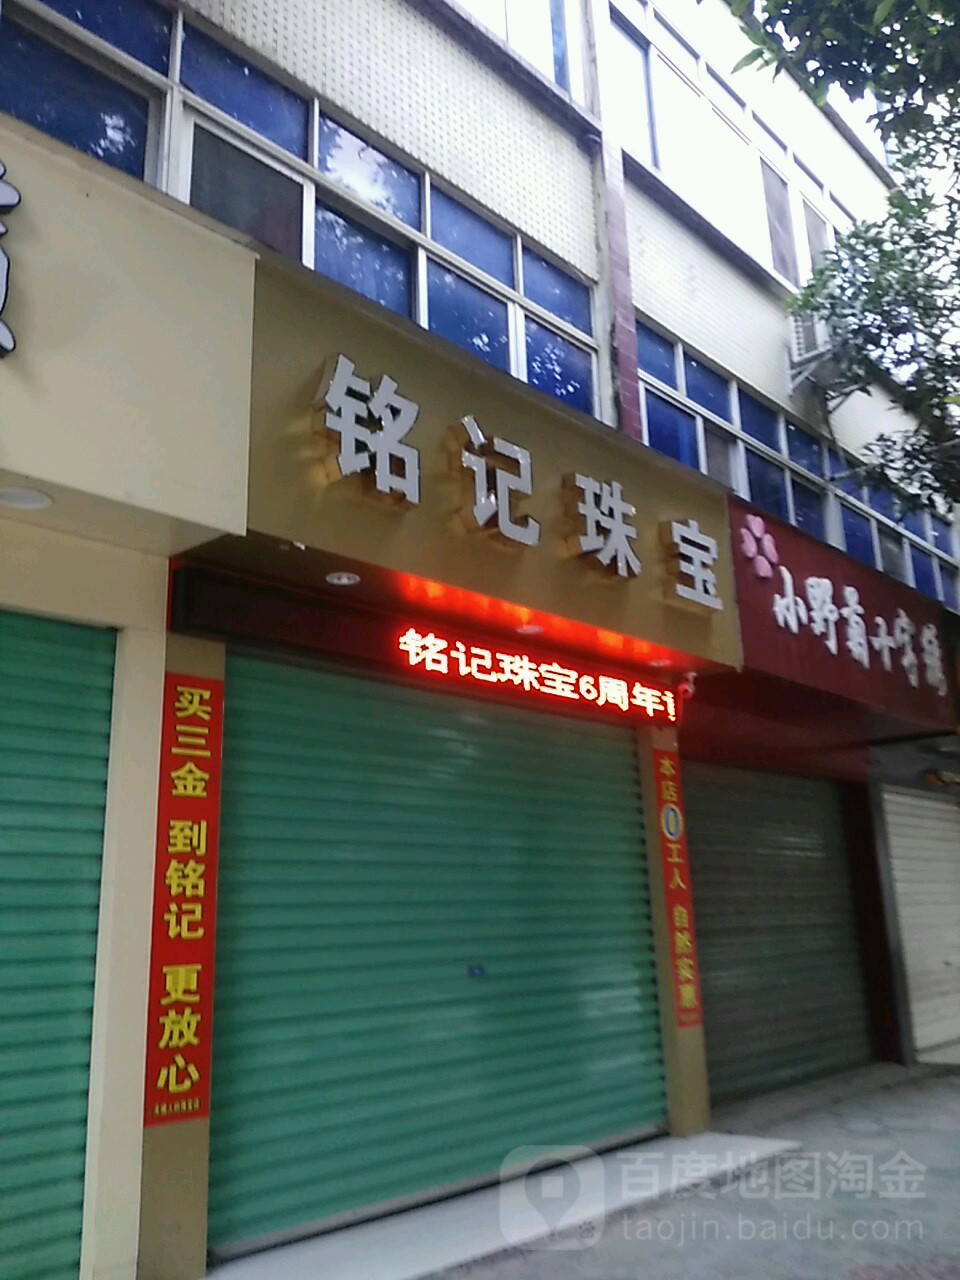 铭记珠宝
小野菊十字绣
铭记珠宝6周年
买三金 到铭记 更放心
本店0工人 自然实惠
百度地图淘金
taojin.baidu.com